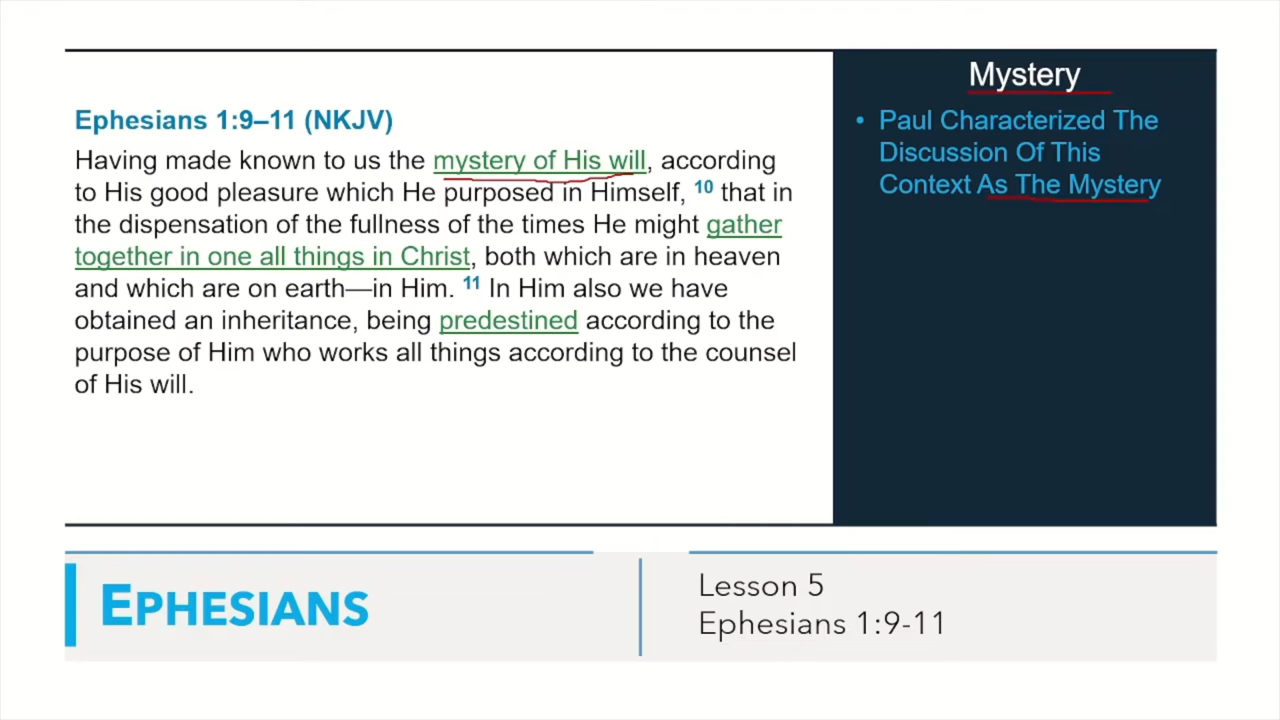 Ephesians 1:9–11 (NKJV)
Having made known to us the mystery of His will, according
to His good pleasure which He purposed in Himself, 10 that in
the dispensation of the fullness of the times He might gather
together in one all things in Christ, both which are in heaven
and which are on earth—in Him. 11 In Him also we have
obtained an inheritance, being predestined according to the
purpose of Him who works all things according to the counsel
of His will.
Mystery
• Paul Characterized The
Discussion Of This
Context As The Mystery
EPHESIANS
Lesson 5
Ephesians 1:9-11